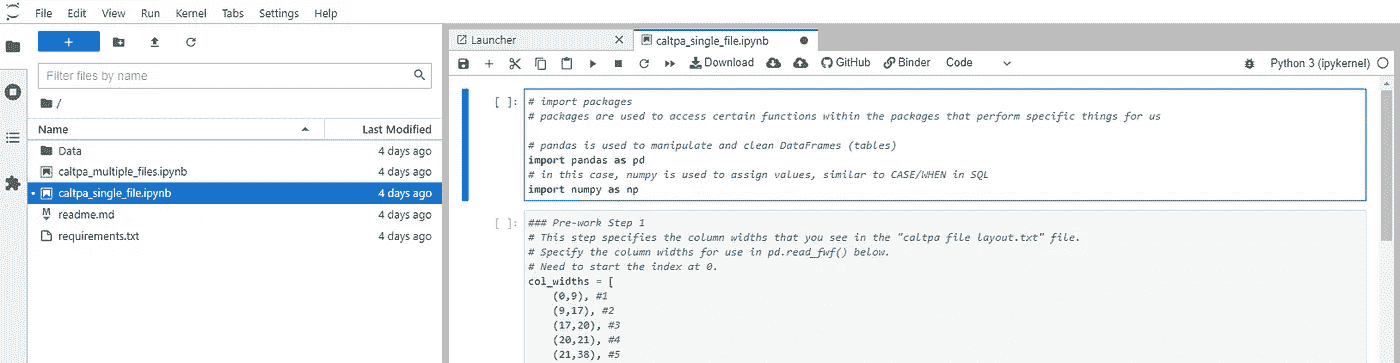 File Edit View Run Kernel Tabs Settings Help
Filter files by name
/
Name Last Modified
Data 4 days ago
caltpa_multiple_files.ipynb 4 days ago
caltpa_single_file.ipynb 4 days ago
readme.md 4 days ago
requirements.txt 4 days ago
Launcher
caltpa_single_file.ipynb
Download GitHub Binder Code Python 3 (ipykernel)
[ ]: # import packages
# packages are used to access certain functions within the packages that perform specific things for us
# pandas is used to manipulate and clean DataFrames (tables)
import pandas as pd
# in this case, numpy is used to assign values, similar to CASE/WHEN in SQL
import numpy as np
[ ]: ### Pre-work Step 1
# This step specifies the column widths that you see in the "caltpa file layout.txt" file.
# Specify the column widths for use in pd.read_fwf() below.
# Need to start the index at 0.
col_widths = [
(0,9), #1
(9,17), #2
(17,20), #3
(20,21), #4
(21,38), #5